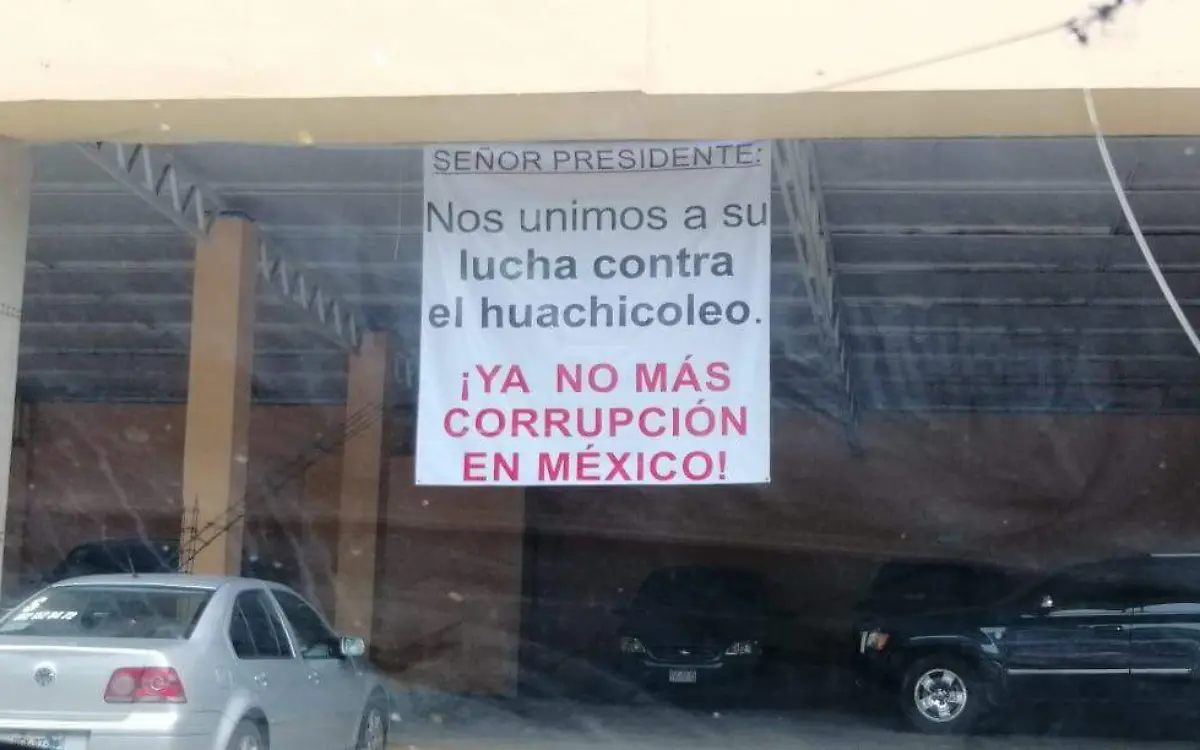 SEÑOR PRESIDENTE:
Nos unimos a su
lucha contra
el huachicoleo.
¡YA NO MÁS
CORRUPCIÓN
EN MÉXICO!